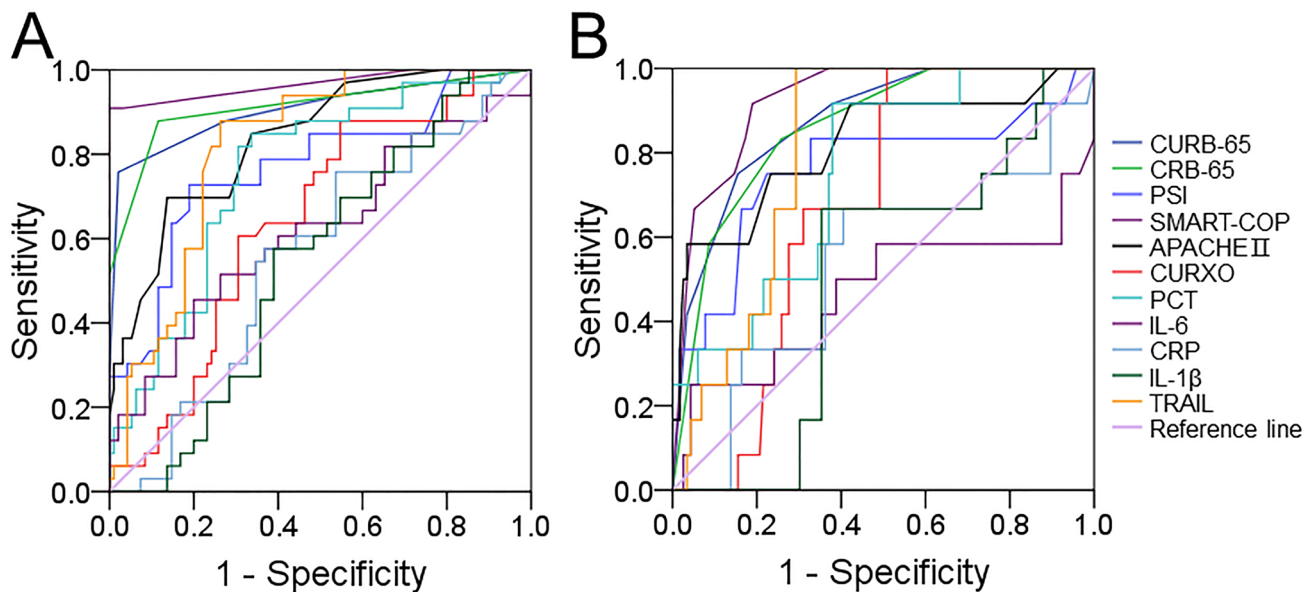 A
B
1.0
0.8
0.6
0.4
0.2
0.0
Sensitivity
0.0 0.2 0.4 0.6 0.8 1.0
1 - Specificity
1.0
0.8
0.6
0.4
0.2
0.0
Sensitivity
0.0 0.2 0.4 0.6 0.8 1.0
1 - Specificity
CURB-65
CRB-65
PSI
SMART-COP
APACHEⅡ
CURXO
PCT
IL-6
CRP
IL-1β
TRAIL
Reference line